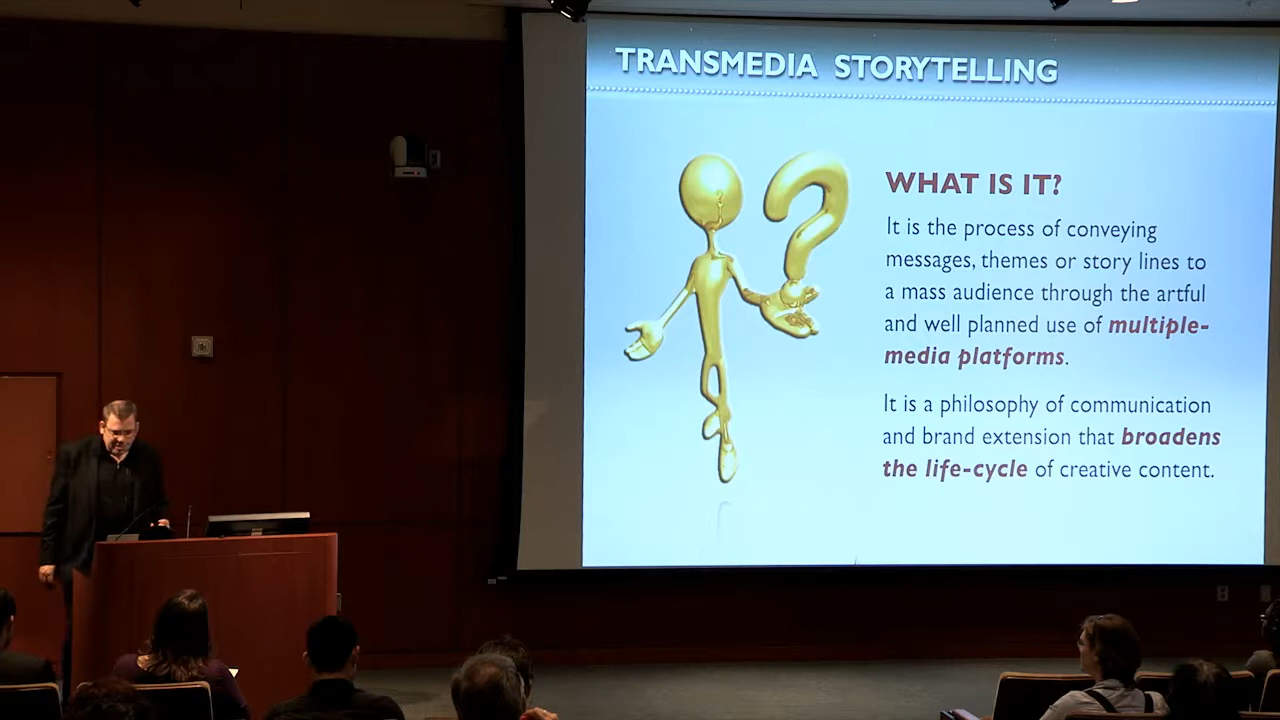 TRANSMEDIA STORYTELLING
WHAT IS IT?
It is the process of conveying
messages, themes or story lines to
a mass audience through the artful
and well planned use of multiple-
media platforms.
It is a philosophy of communication
and brand extension that broadens
the life-cycle of creative content.